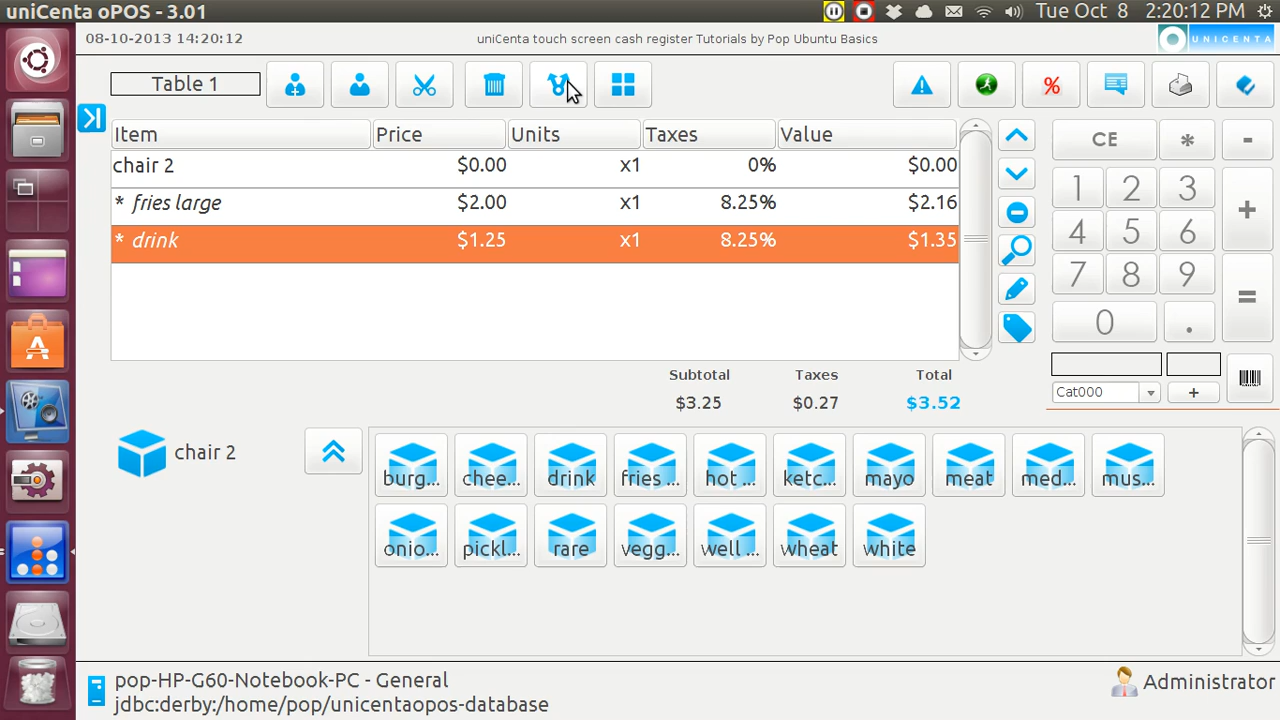 uniCenta oPOS - 3.01
Tue Oct 8 2:20:12 PM
08-10-2013 14:20:12
uniCenta touch screen cash register Tutorials by Pop Ubuntu Basics
UNICENTA
Table 1
%
Item Price Units Taxes Value
chair 2 $0.00 x1 0% $0.00
* fries large $2.00 x1 8.25% $2.16
* drink $1.25 x1 8.25% $1.35
CE * -
1 2 3 +
4 5 6
7 8 9 =
0 .
Cat000 +
Subtotal Taxes Total
$3.25 $0.27 $3.52
chair 2
burg... chee... drink fries ... hot ... ketc... mayo meat med... mus...
onio... pickl... rare vegg... well ... wheat white
pop-HP-G60-Notebook-PC - General
jdbc:derby:/home/pop/unicentaopos-database
Administrator